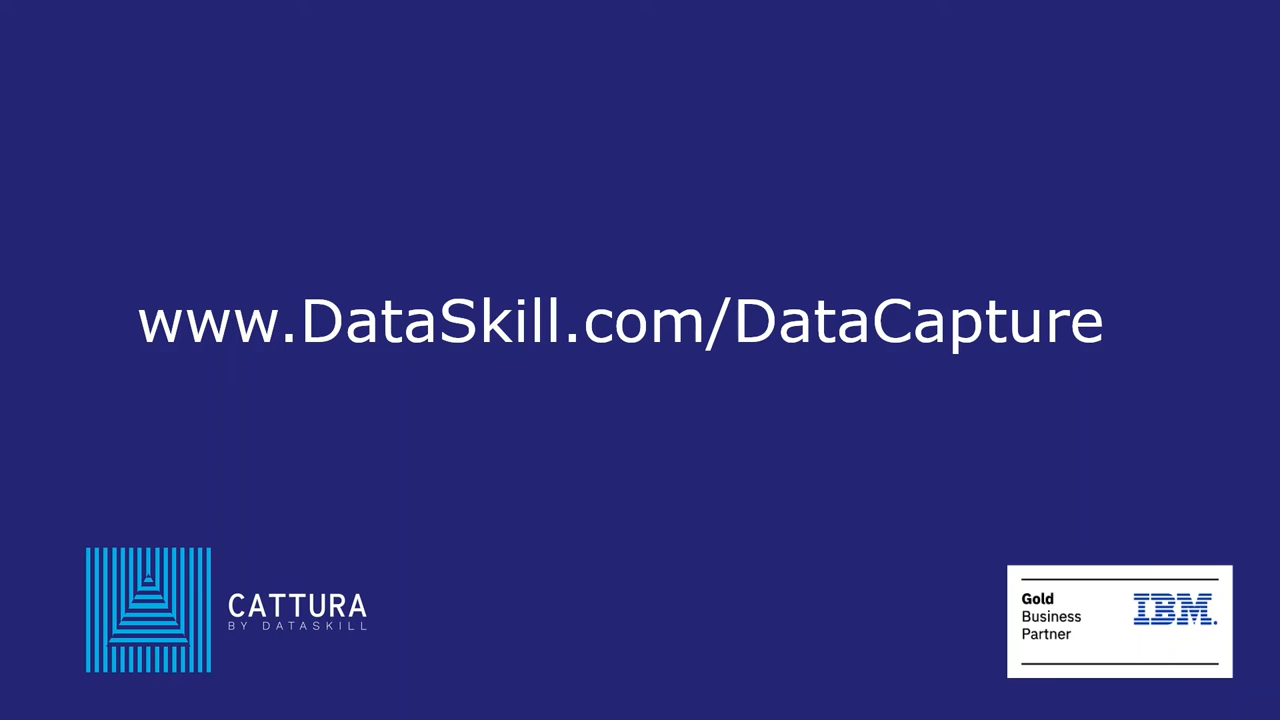 www.DataSkill.com/DataCapture
CATTURA
BY DATASKILL
Gold
Business
Partner
IBM.